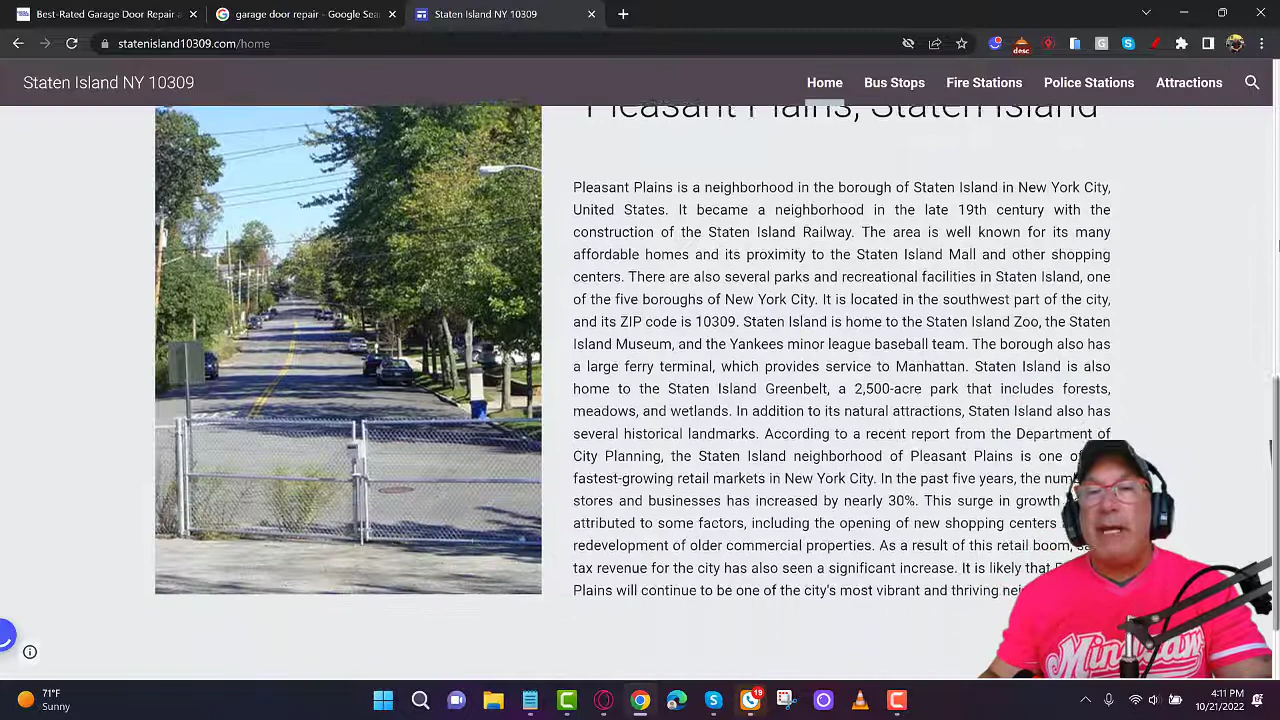 Best-Rated Garage Door Repair
garage door repair - Google Sea
Staten Island NY 10309
statenisland10309.com/home
desc
Staten Island NY 10309
Home
Bus Stops
Fire Stations
Police Stations
Attractions
Pleasant Plains, Staten Island
Pleasant Plains is a neighborhood in the borough of Staten Island in New York City,
United States. It became a neighborhood in the late 19th century with the
construction of the Staten Island Railway. The area is well known for its many
affordable homes and its proximity to the Staten Island Mall and other shopping
centers. There are also several parks and recreational facilities in Staten Island, one
of the five boroughs of New York City. It is located in the southwest part of the city,
and its ZIP code is 10309. Staten Island is home to the Staten Island Zoo, the Staten
Island Museum, and the Yankees minor league baseball team. The borough also has
a large ferry terminal, which provides service to Manhattan. Staten Island is also
home to the Staten Island Greenbelt, a 2,500-acre park that includes forests,
meadows, and wetlands. In addition to its natural attractions, Staten Island also has
several historical landmarks. According to a recent report from the Department of
City Planning, the Staten Island neighborhood of Pleasant Plains is one of
fastest-growing retail markets in New York City. In the past five years, the num
stores and businesses has increased by nearly 30%. This surge in growth
attributed to some factors, including the opening of new shopping centers
redevelopment of older commercial properties. As a result of this retail boom,
tax revenue for the city has also seen a significant increase. It is likely that
Plains will continue to be one of the city's most vibrant and thriving nei
71°F
Sunny
19
4:11 PM
10/21/2022